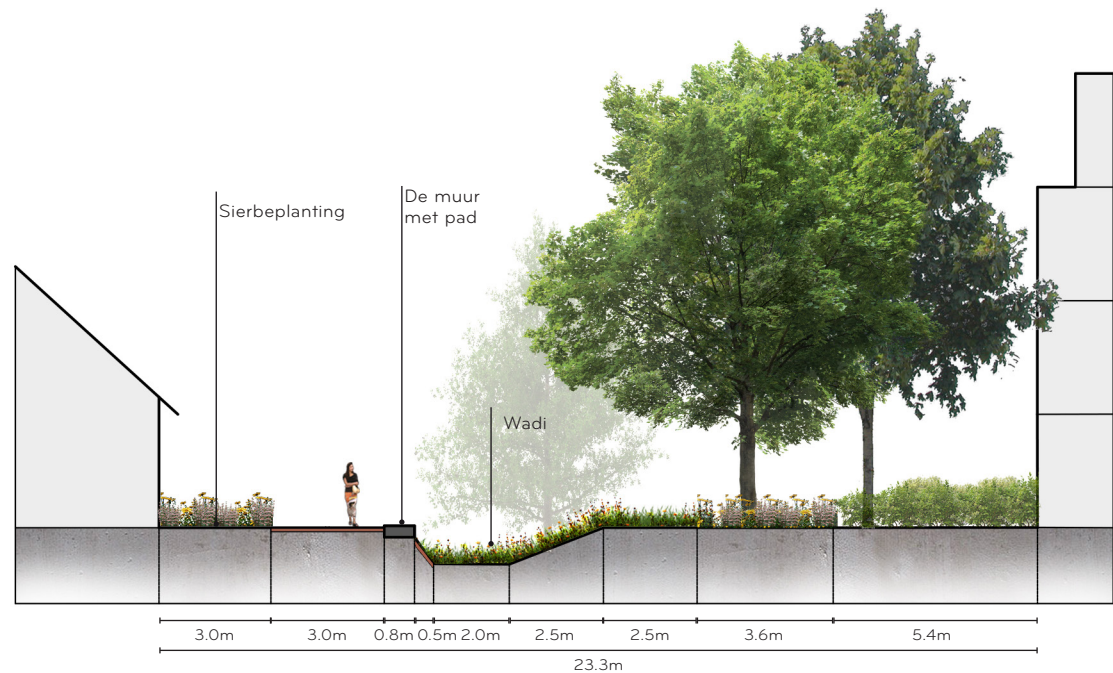 Sierbeplanting
De muur
met pad
Wadi
3.0m 3.0m 0.8m 0.5m 2.0m 2.5m 2.5m 3.6m 5.4m
23.3m